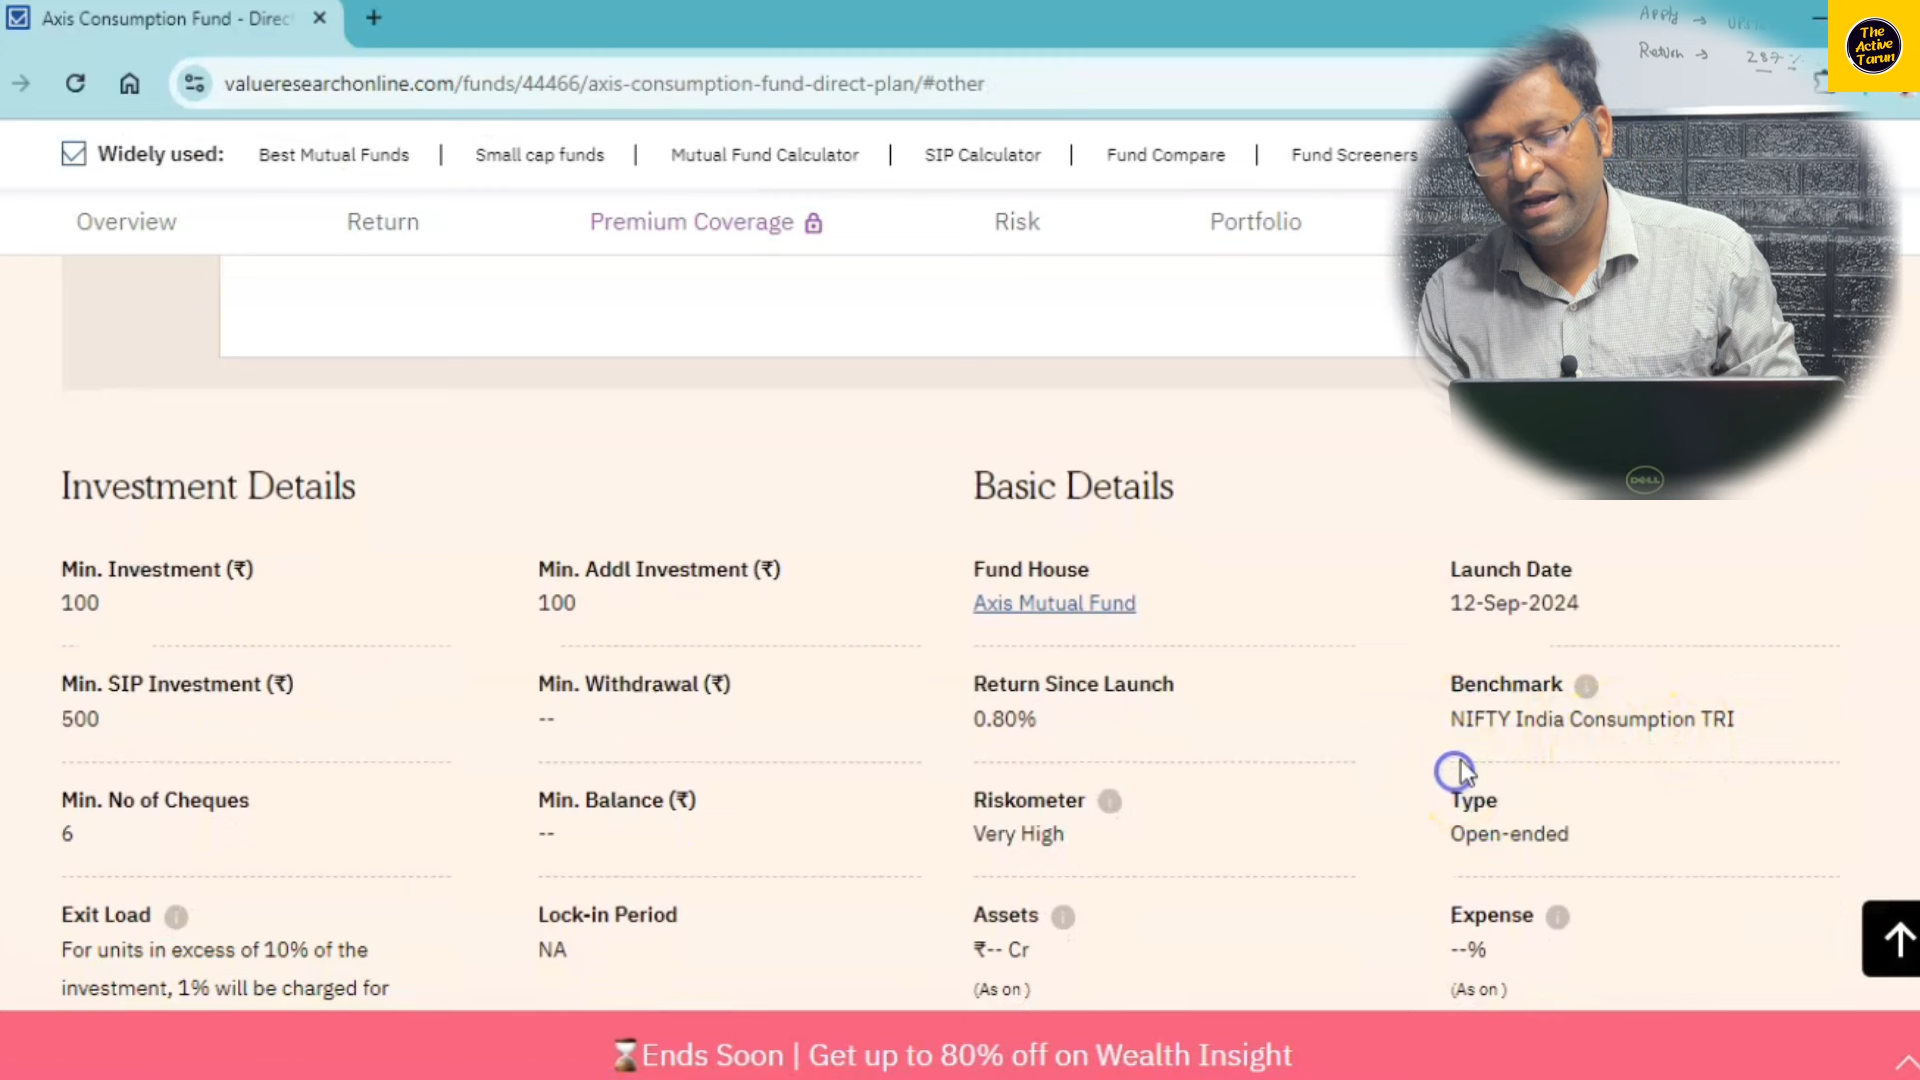 Axis Consumption Fund - Direc
Apply →
Return → 287 %
The
Active
Tarun
valueresearchonline.com/funds/44466/axis-consumption-fund-direct-plan/#other
Widely used: Best Mutual Funds | Small cap funds | Mutual Fund Calculator | SIP Calculator | Fund Compare | Fund Screeners
Overview Return Premium Coverage Risk Portfolio
DELL
Investment Details
Min. Investment (₹) Min. Addl Investment (₹)
100 100
Min. SIP Investment (₹) Min. Withdrawal (₹)
500 --
Min. No of Cheques Min. Balance (₹)
6 --
Exit Load Lock-in Period
For units in excess of 10% of the NA
investment, 1% will be charged for
Basic Details
Fund House Launch Date
Axis Mutual Fund 12-Sep-2024
Return Since Launch Benchmark
0.80% NIFTY India Consumption TRI
Riskometer Type
Very High Open-ended
Assets Expense
₹-- Cr --%
(As on ) (As on )
Ends Soon | Get up to 80% off on Wealth Insight